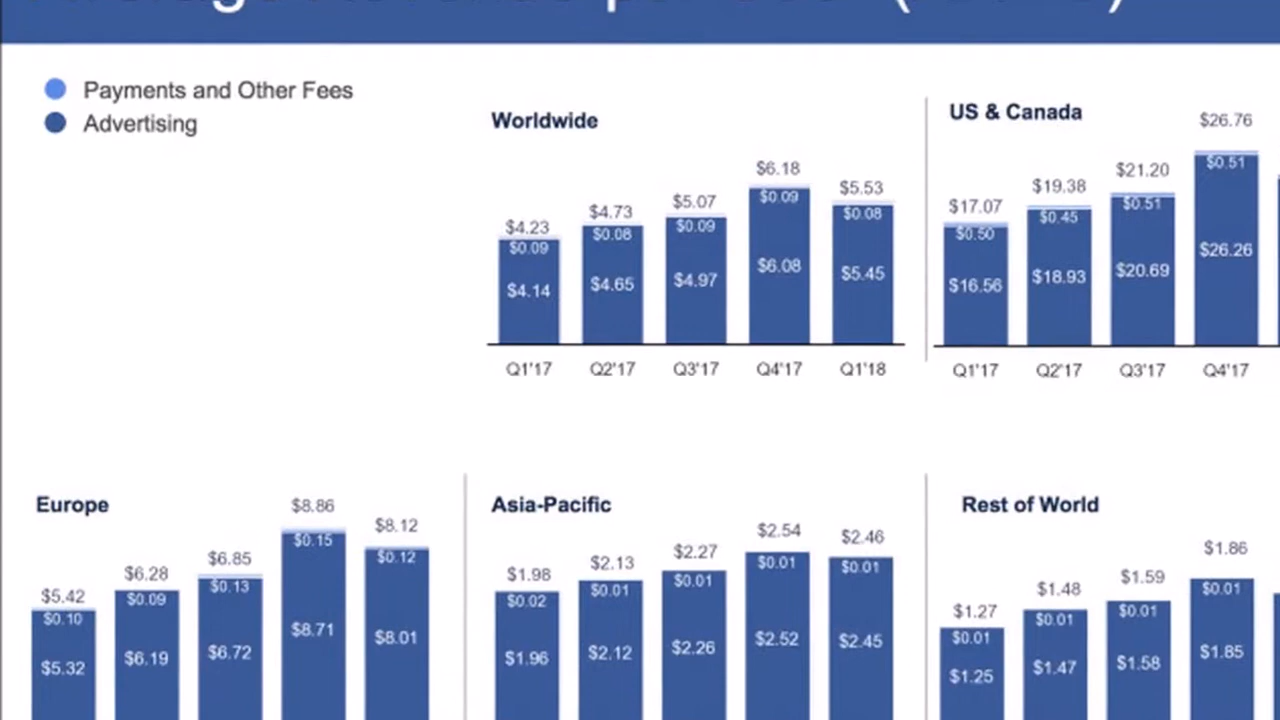 Payments and Other Fees
Advertising
Worldwide
$4.23 $4.73 $5.07 $6.18 $5.53
$0.09 $0.08 $0.09 $0.09 $0.08
$4.14 $4.65 $4.97 $6.08 $5.45
Q1'17 Q2'17 Q3'17 Q4'17 Q1'18
US & Canada
$17.07 $19.38 $21.20 $26.76
$0.50 $0.45 $0.51 $0.51
$16.56 $18.93 $20.69 $26.26
Q1'17 Q2'17 Q3'17 Q4'17
Europe
$5.42 $6.28 $6.85 $8.86 $8.12
$0.10 $0.09 $0.13 $0.15 $0.12
$5.32 $6.19 $6.72 $8.71 $8.01
Asia-Pacific
$1.98 $2.13 $2.27 $2.54 $2.46
$0.02 $0.01 $0.01 $0.01 $0.01
$1.96 $2.12 $2.26 $2.52 $2.45
Rest of World
$1.27 $1.48 $1.59 $1.86
$0.01 $0.01 $0.01 $0.01
$1.25 $1.47 $1.58 $1.85